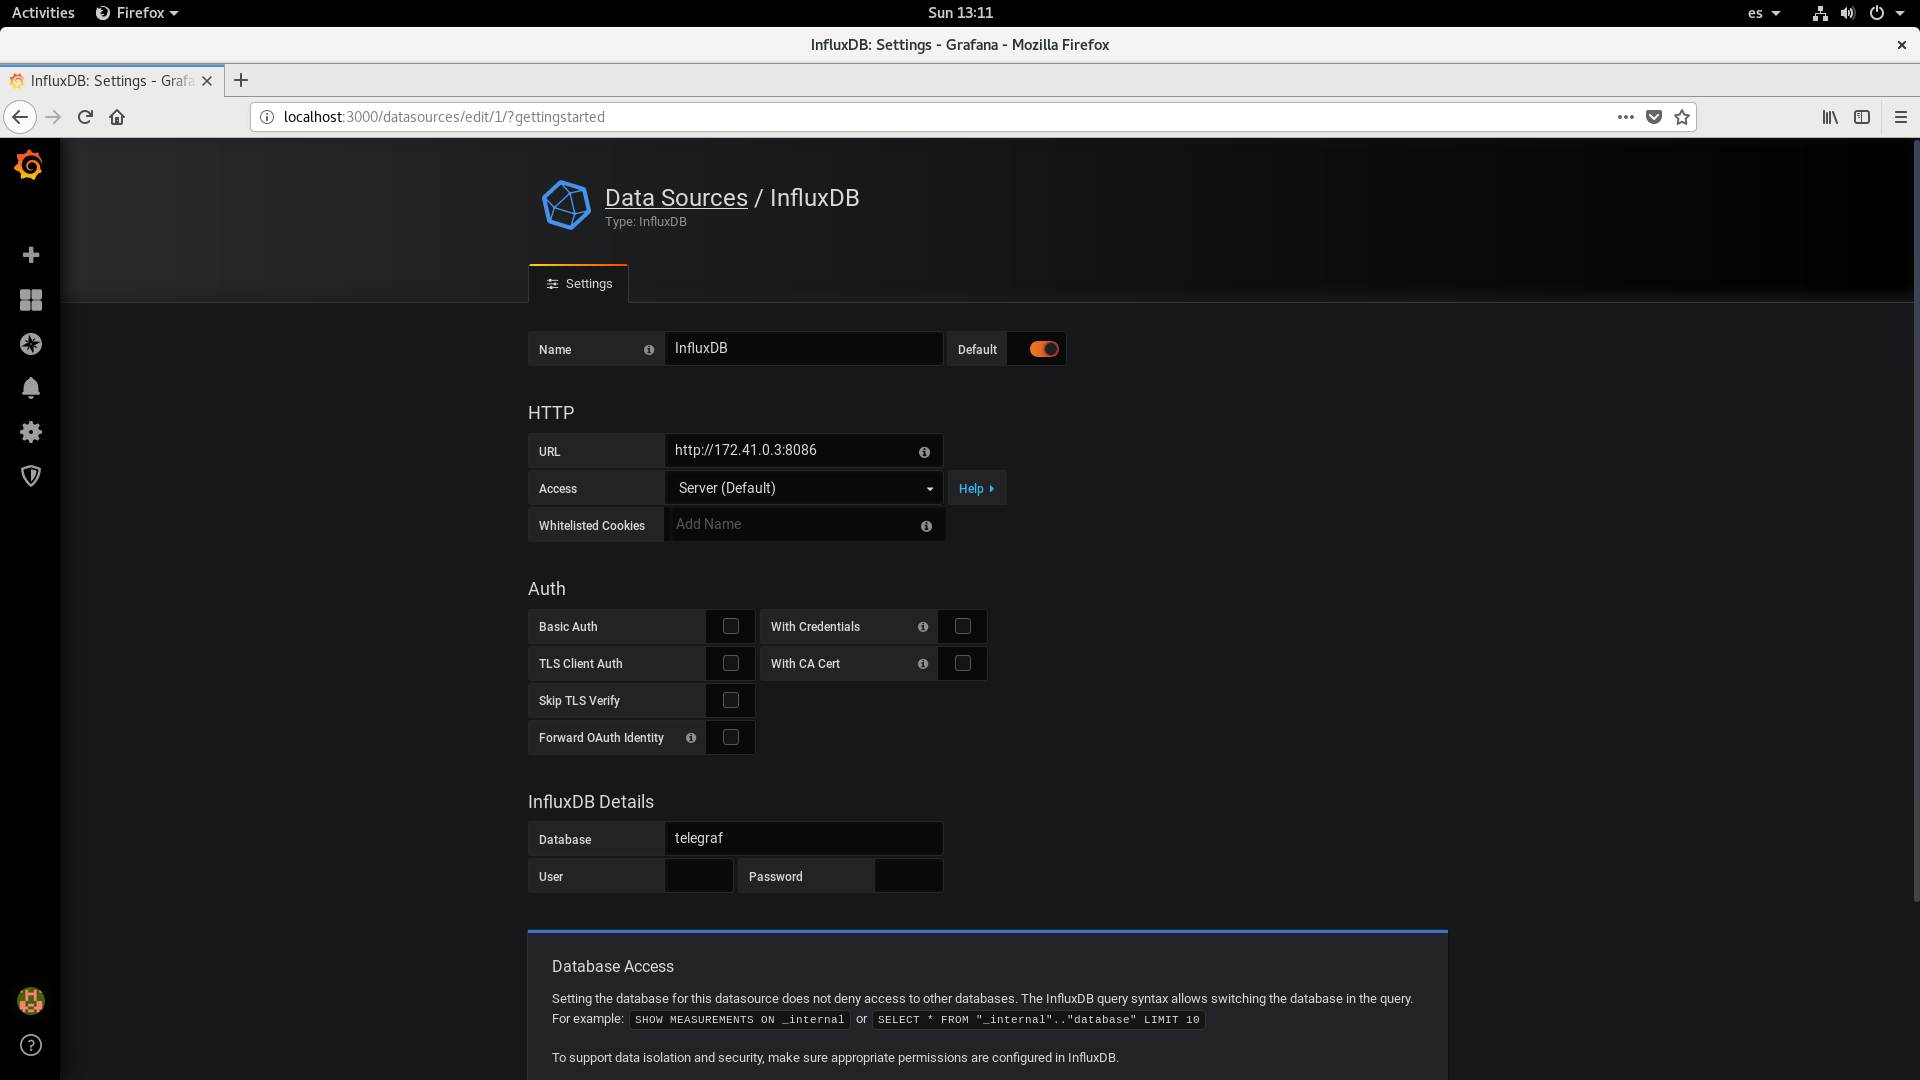 Activities Firefox Sun 13:11 es
InfluxDB: Settings - Grafana - Mozilla Firefox
InfluxDB: Settings - Grafa
localhost:3000/datasources/edit/1/?gettingstarted
Data Sources / InfluxDB
Type: InfluxDB
Settings
Name InfluxDB Default
HTTP
URL http://172.41.0.3:8086
Access Server (Default) Help
Whitelisted Cookies Add Name
Auth
Basic Auth With Credentials
TLS Client Auth With CA Cert
Skip TLS Verify
Forward OAuth Identity
InfluxDB Details
Database telegraf
User Password
Database Access
Setting the database for this datasource does not deny access to other databases. The InfluxDB query syntax allows switching the database in the query.
For example: SHOW MEASUREMENTS ON _internal or SELECT * FROM "_internal".."database" LIMIT 10
To support data isolation and security, make sure appropriate permissions are configured in InfluxDB.